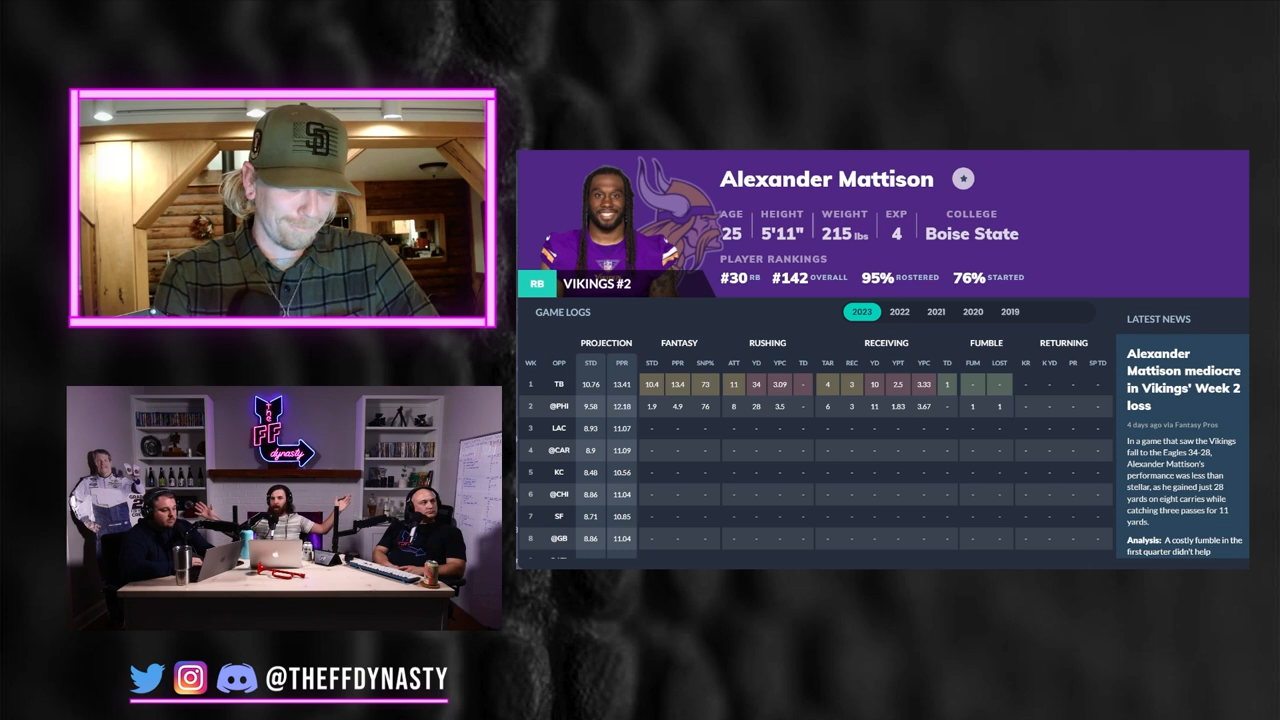 SD
The
FF
dynasty
@THEFFDYNASTY
Alexander Mattison
AGE HEIGHT WEIGHT EXP COLLEGE
25 5'11" 215 lbs 4 Boise State
PLAYER RANKINGS
#30 RB #142 OVERALL 95% ROSTERED 76% STARTED
RB VIKINGS #2
GAME LOGS 2023 2022 2021 2020 2019
PROJECTION FANTASY RUSHING RECEIVING FUMBLE RETURNING
WK OPP STD PPR STD PPR SNP% ATT YD YPC TD TAR REC YD YPT YPC TD FUM LOST KR K YD PR SP TD
1 TB 10.76 13.41 10.4 13.4 73 11 34 3.09 - 4 3 10 2.5 3.33 1 - - - - - -
2 @PHI 9.58 12.18 1.9 4.9 76 8 28 3.5 - 6 3 11 1.83 3.67 - 1 1 - - - -
3 LAC 8.93 11.07 - - - - - - - - - - - - - - - - - - -
4 @CAR 8.9 11.09 - - - - - - - - - - - - - - - - - - -
5 KC 8.48 10.56 - - - - - - - - - - - - - - - - - - -
6 @CHI 8.86 11.04 - - - - - - - - - - - - - - - - - - -
7 SF 8.71 10.85 - - - - - - - - - - - - - - - - - - -
8 @GB 8.86 11.04 - - - - - - - - - - - - - - - - - - -
LATEST NEWS
Alexander
Mattison mediocre
in Vikings' Week 2
loss
4 days ago via Fantasy Pros
In a game that saw the Vikings
fall to the Eagles 34-28,
Alexander Mattison's
performance was less than
stellar, as he gained just 28
yards on eight carries while
catching three passes for 11
yards.
Analysis: A costly fumble in the
first quarter didn't help